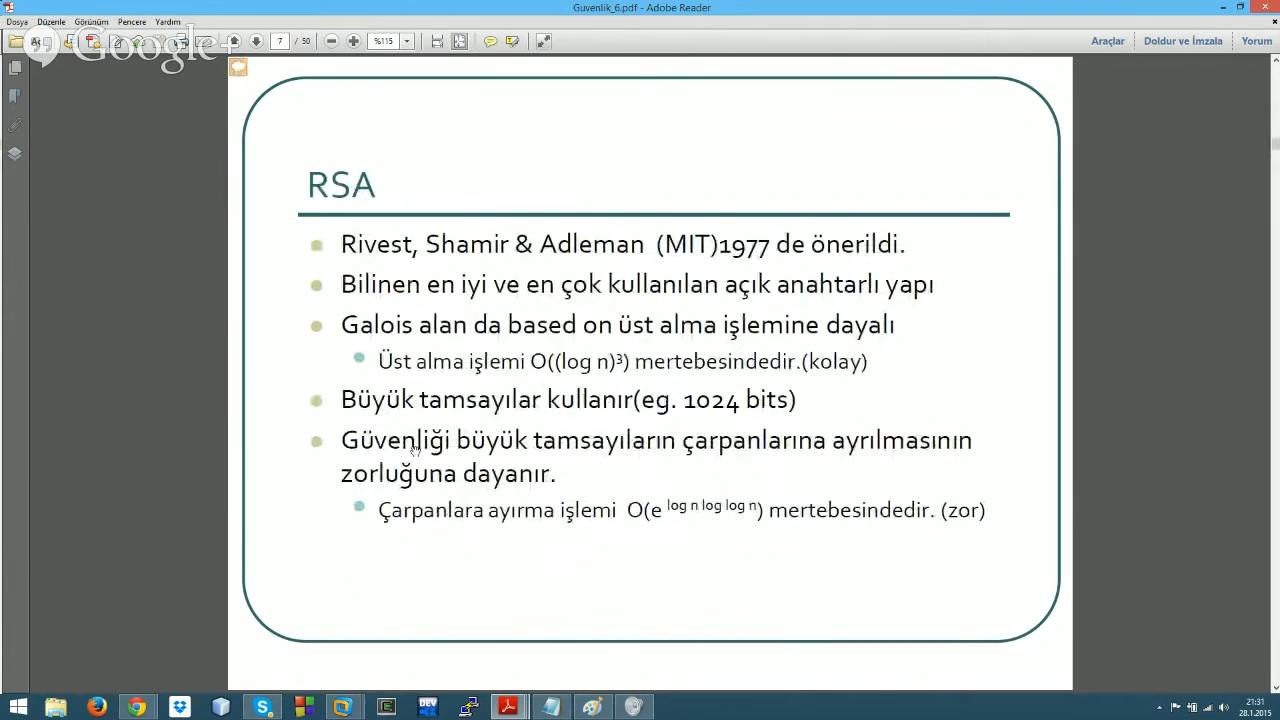 Guvenlik_6.pdf - Adobe Reader
Dosya Düzenle Görünüm Pencere Yardım
Google+
7 / 50 %115
Araçlar Doldur ve İmzala Yorum
RSA
Rivest, Shamir & Adleman (MIT)1977 de önerildi.
Bilinen en iyi ve en çok kullanılan açık anahtarlı yapı
Galois alan da based on üst alma işlemine dayalı
Üst alma işlemi O((log n)³) mertebesindedir.(kolay)
Büyük tamsayılar kullanır(eg. 1024 bits)
Güvenliği büyük tamsayıların çarpanlarına ayrılmasının
zorluğuna dayanır.
Çarpanlara ayırma işlemi O(e log n log log n) mertebesindedir. (zor)
DEV
21:31
28.1.2015